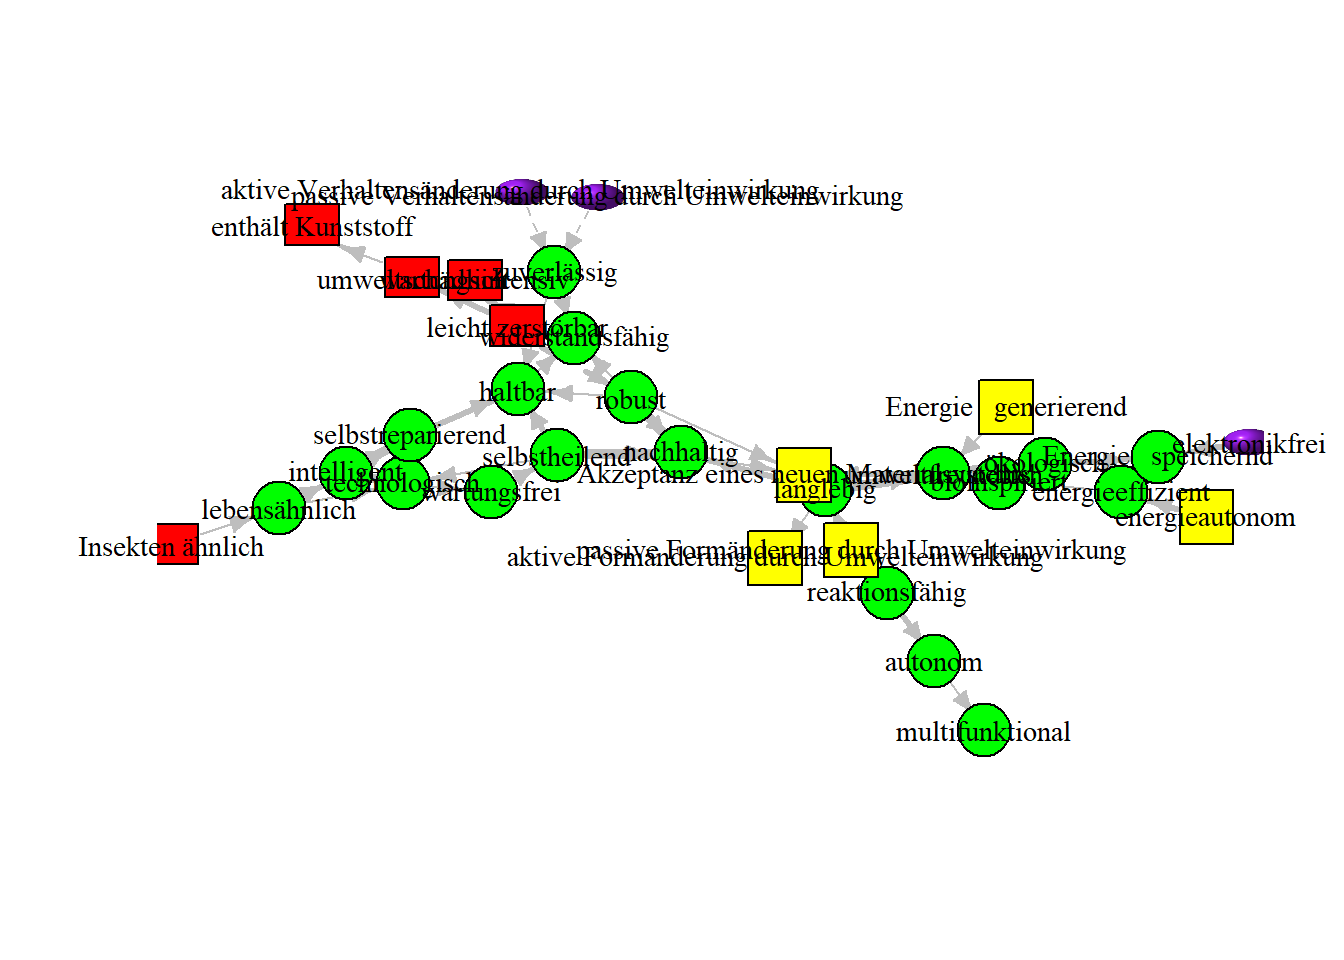 aktive Verhaltensänderung durch Umwelteinwirkung
passive Verhaltensänderung durch Umwelteinwirkung
enthält Kunststoff
zuverlässig
leicht zerstörbar
widerstandsfähig
haltbar
robust
Energie generierend
selbstreparierend
elektronikfrei
nachhaltig
selbstheilend
Energie speichernd
ökologisch
intelligent
Akzeptanz eines neuen Materialsystems
technologisch
wartungsfrei
bioinspiriert
langlebig
energieeffizient
lebensähnlich
energieautonom
Insekten ähnlich
passive Formänderung durch Umwelteinwirkung
aktive Formänderung durch Umwelteinwirkung
reaktionsfähig
autonom
multifunktional